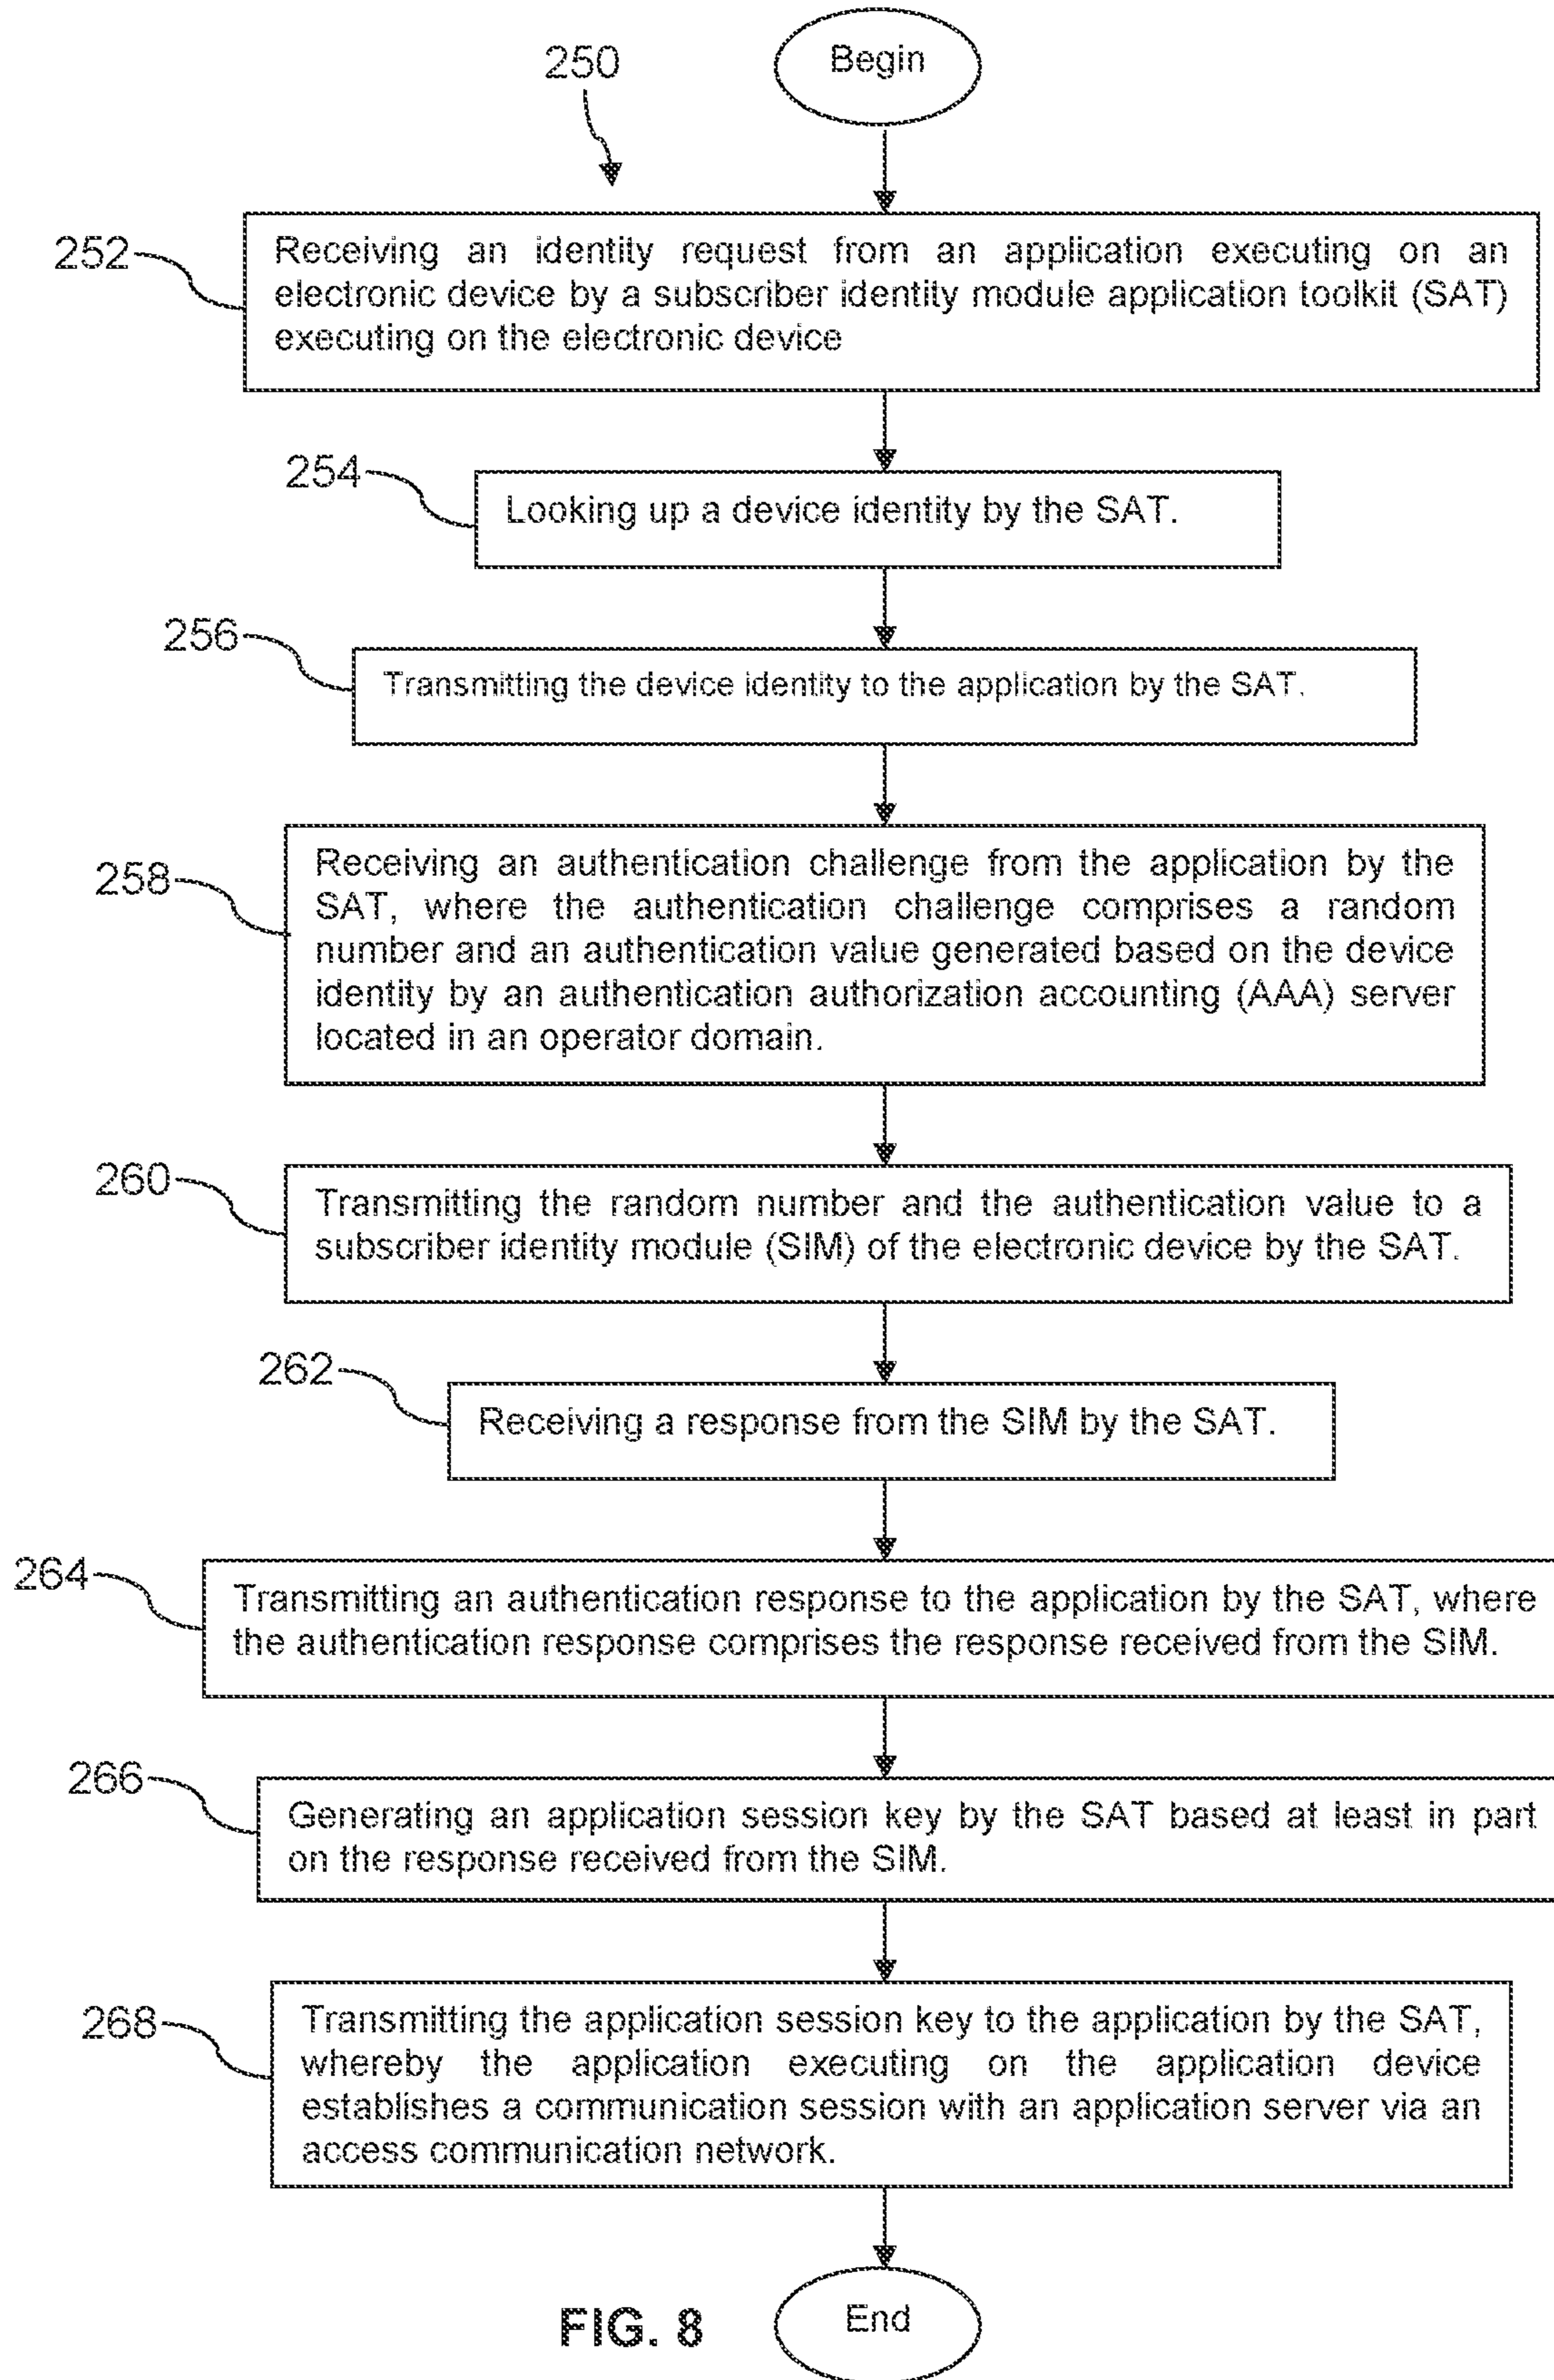 250
Begin
252
Receiving an identity request from an application executing on an
electronic device by a subscriber identity module application toolkit (SAT)
executing on the electronic device
254
Looking up a device identity by the SAT.
256
Transmitting the device identity to the application by the SAT.
258
Receiving an authentication challenge from the application by the
SAT, where the authentication challenge comprises a random
number and an authentication value generated based on the device
identity by an authentication authorization accounting (AAA) server
located in an operator domain.
260
Transmitting the random number and the authentication value to a
subscriber identity module (SIM) of the electronic device by the SAT.
262
Receiving a response from the SIM by the SAT.
264
Transmitting an authentication response to the application by the SAT, where
the authentication response comprises the response received from the SIM.
266
Generating an application session key by the SAT based at least in part
on the response received from the SIM.
268
Transmitting the application session key to the application by the SAT,
whereby the application executing on the application device
establishes a communication session with an application server via an
access communication network.
FIG. 8
End